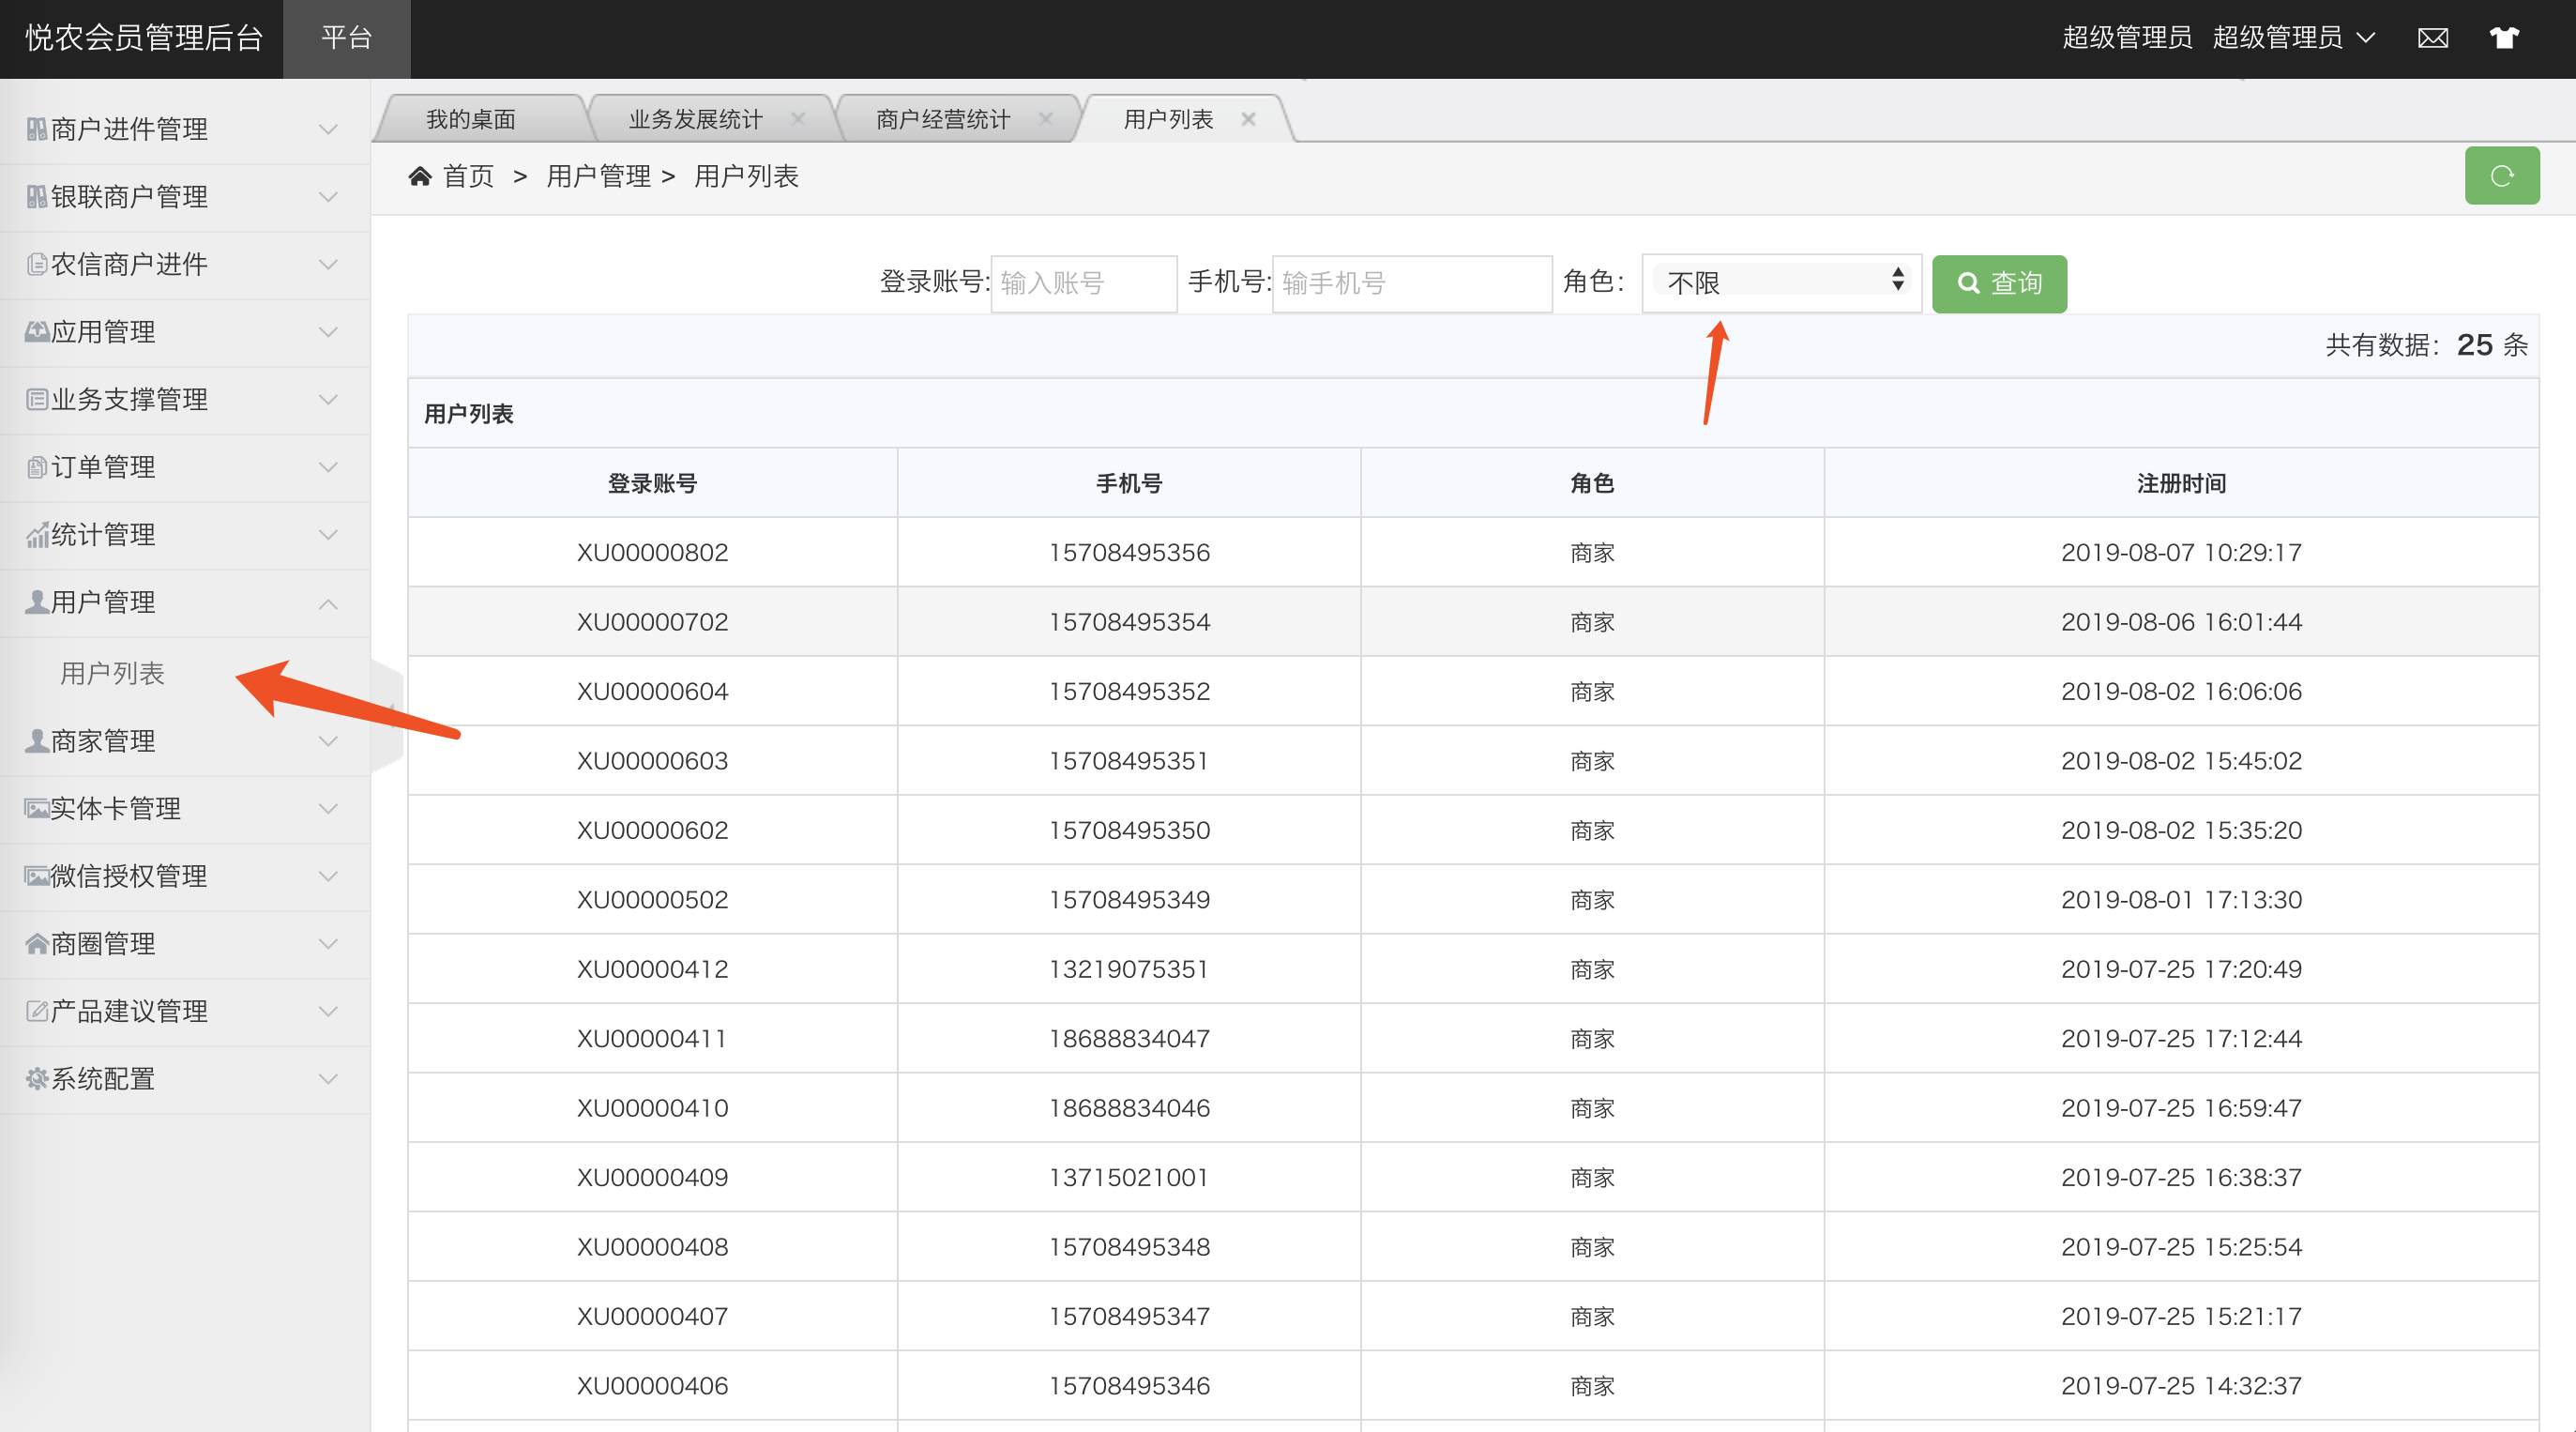 悦农会员管理后台 平台 超级管理员 超级管理员
商户进件管理
银联商户管理
农信商户进件
应用管理
业务支撑管理
订单管理
统计管理
用户管理
用户列表
商家管理
实体卡管理
微信授权管理
商圈管理
产品建议管理
系统配置
我的桌面 业务发展统计 商户经营统计 用户列表
首页 > 用户管理 > 用户列表
登录账号: 输入账号 手机号: 输手机号 角色： 不限 查询
共有数据：25 条
用户列表
登录账号 手机号 角色 注册时间
XU00000802 15708495356 商家 2019-08-07 10:29:17
XU00000702 15708495354 商家 2019-08-06 16:01:44
XU00000604 15708495352 商家 2019-08-02 16:06:06
XU00000603 15708495351 商家 2019-08-02 15:45:02
XU00000602 15708495350 商家 2019-08-02 15:35:20
XU00000502 15708495349 商家 2019-08-01 17:13:30
XU00000412 13219075351 商家 2019-07-25 17:20:49
XU00000411 18688834047 商家 2019-07-25 17:12:44
XU00000410 18688834046 商家 2019-07-25 16:59:47
XU00000409 13715021001 商家 2019-07-25 16:38:37
XU00000408 15708495348 商家 2019-07-25 15:25:54
XU00000407 15708495347 商家 2019-07-25 15:21:17
XU00000406 15708495346 商家 2019-07-25 14:32:37